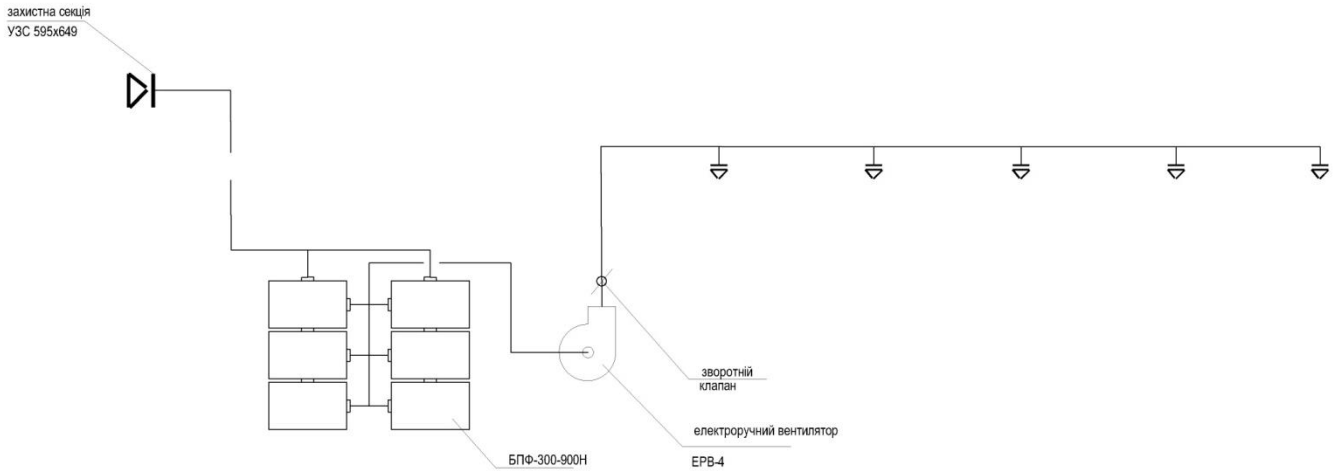 захистна секція
УЗС 595х649
зворотній
клапан
електроручний вентилятор
ЕРВ-4
БПФ-300-900Н